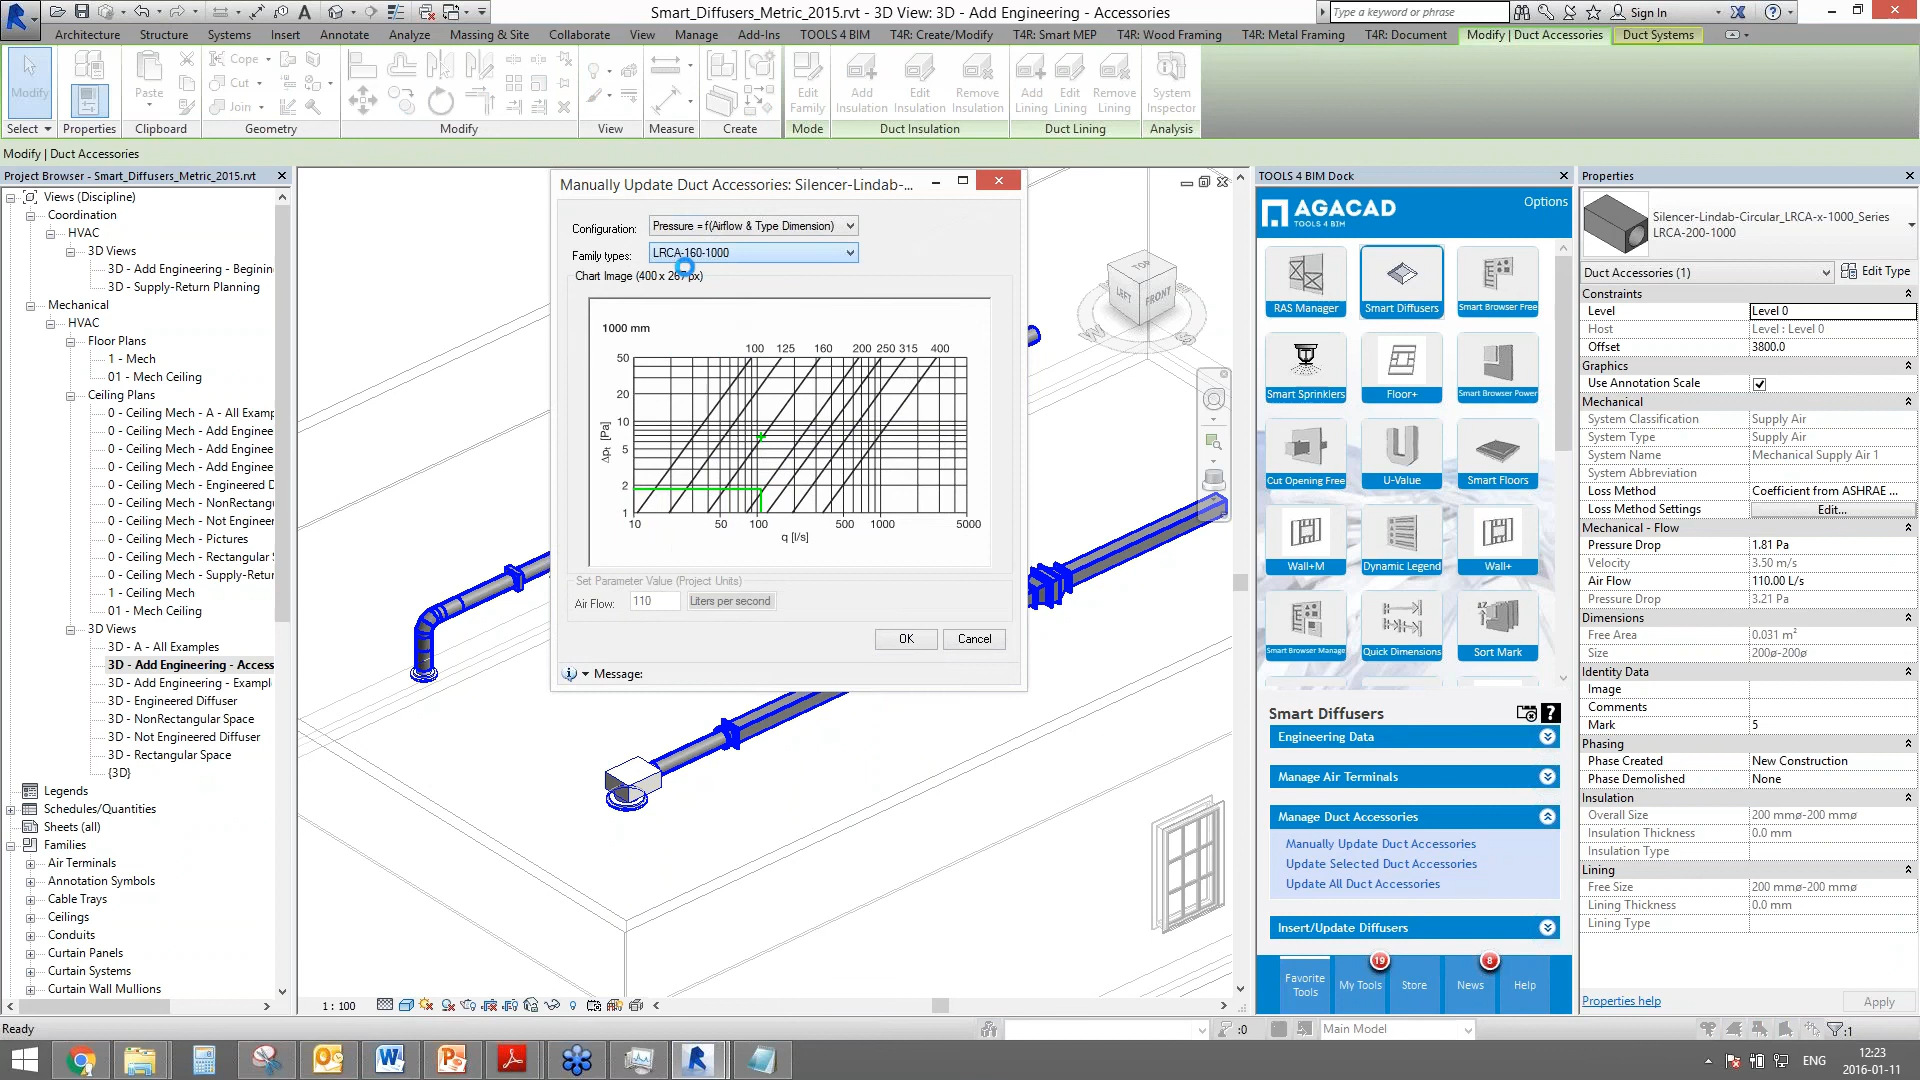 Smart_Diffusers_Metric_2015.rvt - 3D View: 3D - Add Engineering - Accessories
Type a keyword or phrase
Sign In
Architecture Structure Systems Insert Annotate Analyze Massing & Site Collaborate View Manage Add-Ins TOOLS 4 BIM T4R: Create/Modify T4R: Smart MEP T4R: Wood Framing T4R: Metal Framing T4R: Document Modify | Duct Accessories Duct Systems
Modify
Paste
Cope
Cut
Join
Edit Family
Add Insulation
Edit Insulation
Remove Insulation
Add Lining
Edit Lining
Remove Lining
System Inspector
Select Properties Clipboard Geometry Modify View Measure Create Mode Duct Insulation Duct Lining Analysis
Modify | Duct Accessories
Project Browser - Smart_Diffusers_Metric_2015.rvt
Views (Discipline)
Coordination
HVAC
3D Views
3D - Add Engineering - Beginin
3D - Supply-Return Planning
Mechanical
HVAC
Floor Plans
1 - Mech
01 - Mech Ceiling
Ceiling Plans
0 - Ceiling Mech - A - All Examp
0 - Ceiling Mech - Add Enginee
0 - Ceiling Mech - Add Enginee
0 - Ceiling Mech - Add Enginee
0 - Ceiling Mech - Engineered D
0 - Ceiling Mech - NonRectang
0 - Ceiling Mech - Not Engineer
0 - Ceiling Mech - Pictures
0 - Ceiling Mech - Rectangular
0 - Ceiling Mech - Supply-Retur
1 - Ceiling Mech
01 - Mech Ceiling
3D Views
3D - A - All Examples
3D - Add Engineering - Access
3D - Add Engineering - Exampl
3D - Engineered Diffuser
3D - NonRectangular Space
3D - Not Engineered Diffuser
3D - Rectangular Space
{3D}
Legends
Schedules/Quantities
Sheets (all)
Families
Air Terminals
Annotation Symbols
Cable Trays
Ceilings
Conduits
Curtain Panels
Curtain Systems
Curtain Wall Mullions
Manually Update Duct Accessories: Silencer-Lindab-...
Configuration: Pressure = f(Airflow & Type Dimension)
Family types: LRCA-160-1000
Chart Image (400 x 267 px)
1000 mm
100 125 160 200 250 315 400
50
20
10
5
2
1
Δpt [Pa]
10 50 100 500 1000 5000
q [l/s]
Set Parameter Value (Project Units)
Air Flow: 110 Liters per second
OK Cancel
Message:
TOP
LEFT
FRONT
W
S
1 : 100
TOOLS 4 BIM Dock
AGACAD
TOOLS 4 BIM
Options
RAS Manager
Smart Diffusers
Smart Browser Free
Smart Sprinklers
Floor+
Smart Browser Power
Cut Opening Free
U-Value
Smart Floors
Wall+M
Dynamic Legend
Wall+
Smart Browser Manage
Quick Dimensions
Sort Mark
Smart Diffusers
Engineering Data
Manage Air Terminals
Manage Duct Accessories
Manually Update Duct Accessories
Update Selected Duct Accessories
Update All Duct Accessories
Insert/Update Diffusers
Favorite Tools
19
My Tools
Store
8
News
Help
Properties
Silencer-Lindab-Circular_LRCA-x-1000_Series
LRCA-200-1000
Duct Accessories (1)
Edit Type
Constraints
Level Level 0
Host Level : Level 0
Offset 3800.0
Graphics
Use Annotation Scale
Mechanical
System Classification Supply Air
System Type Supply Air
System Name Mechanical Supply Air 1
System Abbreviation
Loss Method Coefficient from ASHRAE ...
Loss Method Settings Edit...
Mechanical - Flow
Pressure Drop 1.81 Pa
Velocity 3.50 m/s
Air Flow 110.00 L/s
Pressure Drop 3.21 Pa
Dimensions
Free Area 0.031 m²
Size 200ø-200ø
Identity Data
Image
Comments
Mark 5
Phasing
Phase Created New Construction
Phase Demolished None
Insulation
Overall Size 200 mmø-200 mmø
Insulation Thickness 0.0 mm
Insulation Type
Lining
Free Size 200 mmø-200 mmø
Lining Thickness 0.0 mm
Lining Type
Properties help
Apply
Ready
:0
Main Model
:1
ENG
12:23
2016-01-11